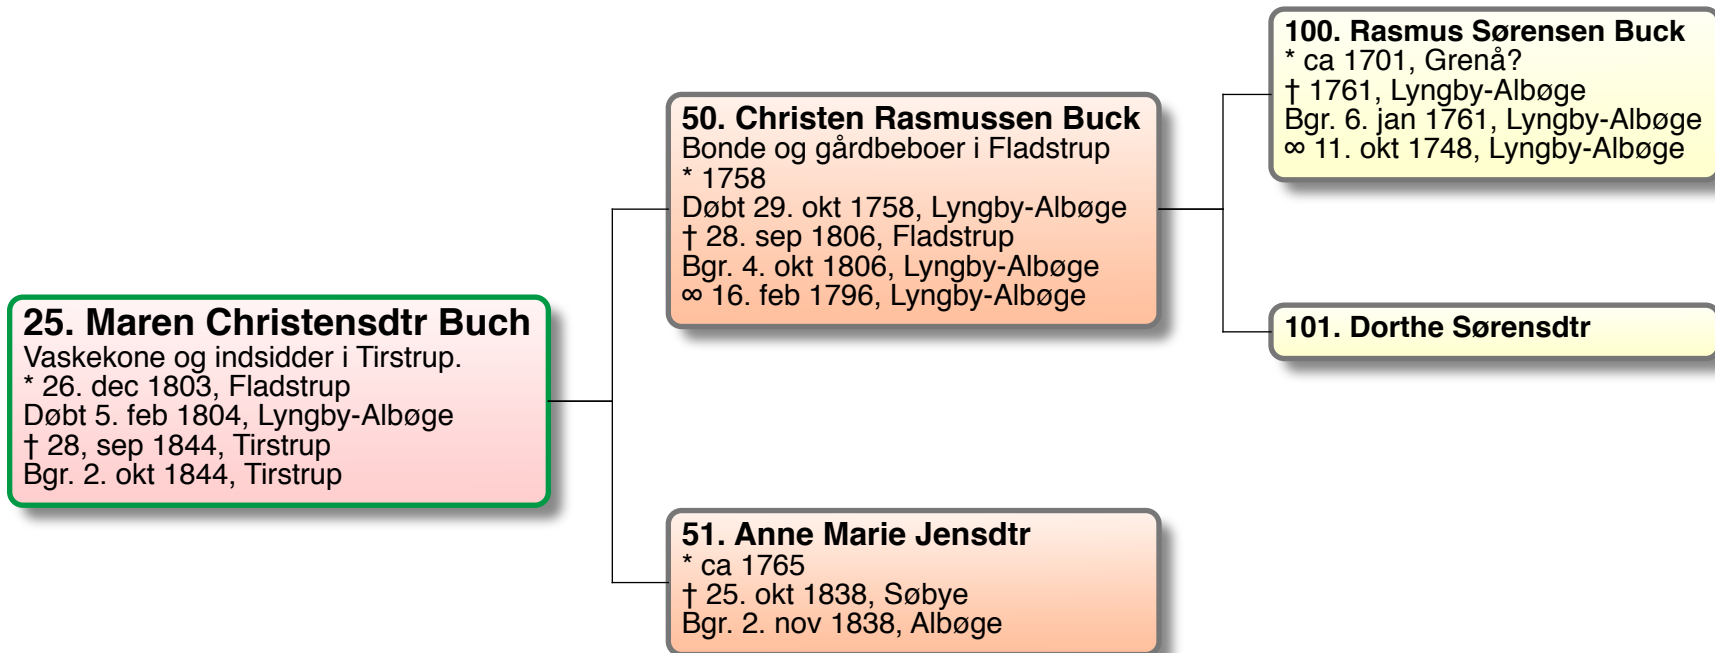 25. Maren Christensdtr Buch
Vaskekone og indsidder i Tirstrup.
* 26. dec 1803, Fladstrup
Døbt 5. feb 1804, Lyngby-Albøge
† 28, sep 1844, Tirstrup
Bgr. 2. okt 1844, Tirstrup
50. Christen Rasmussen Buck
Bonde og gårdbeboer i Fladstrup
* 1758
Døbt 29. okt 1758, Lyngby-Albøge
† 28. sep 1806, Fladstrup
Bgr. 4. okt 1806, Lyngby-Albøge
∞ 16. feb 1796, Lyngby-Albøge
51. Anne Marie Jensdtr
* ca 1765
† 25. okt 1838, Søbye
Bgr. 2. nov 1838, Albøge
100. Rasmus Sørensen Buck
* ca 1701, Grenå?
† 1761, Lyngby-Albøge
Bgr. 6. jan 1761, Lyngby-Albøge
∞ 11. okt 1748, Lyngby-Albøge
101. Dorthe Sørensdtr